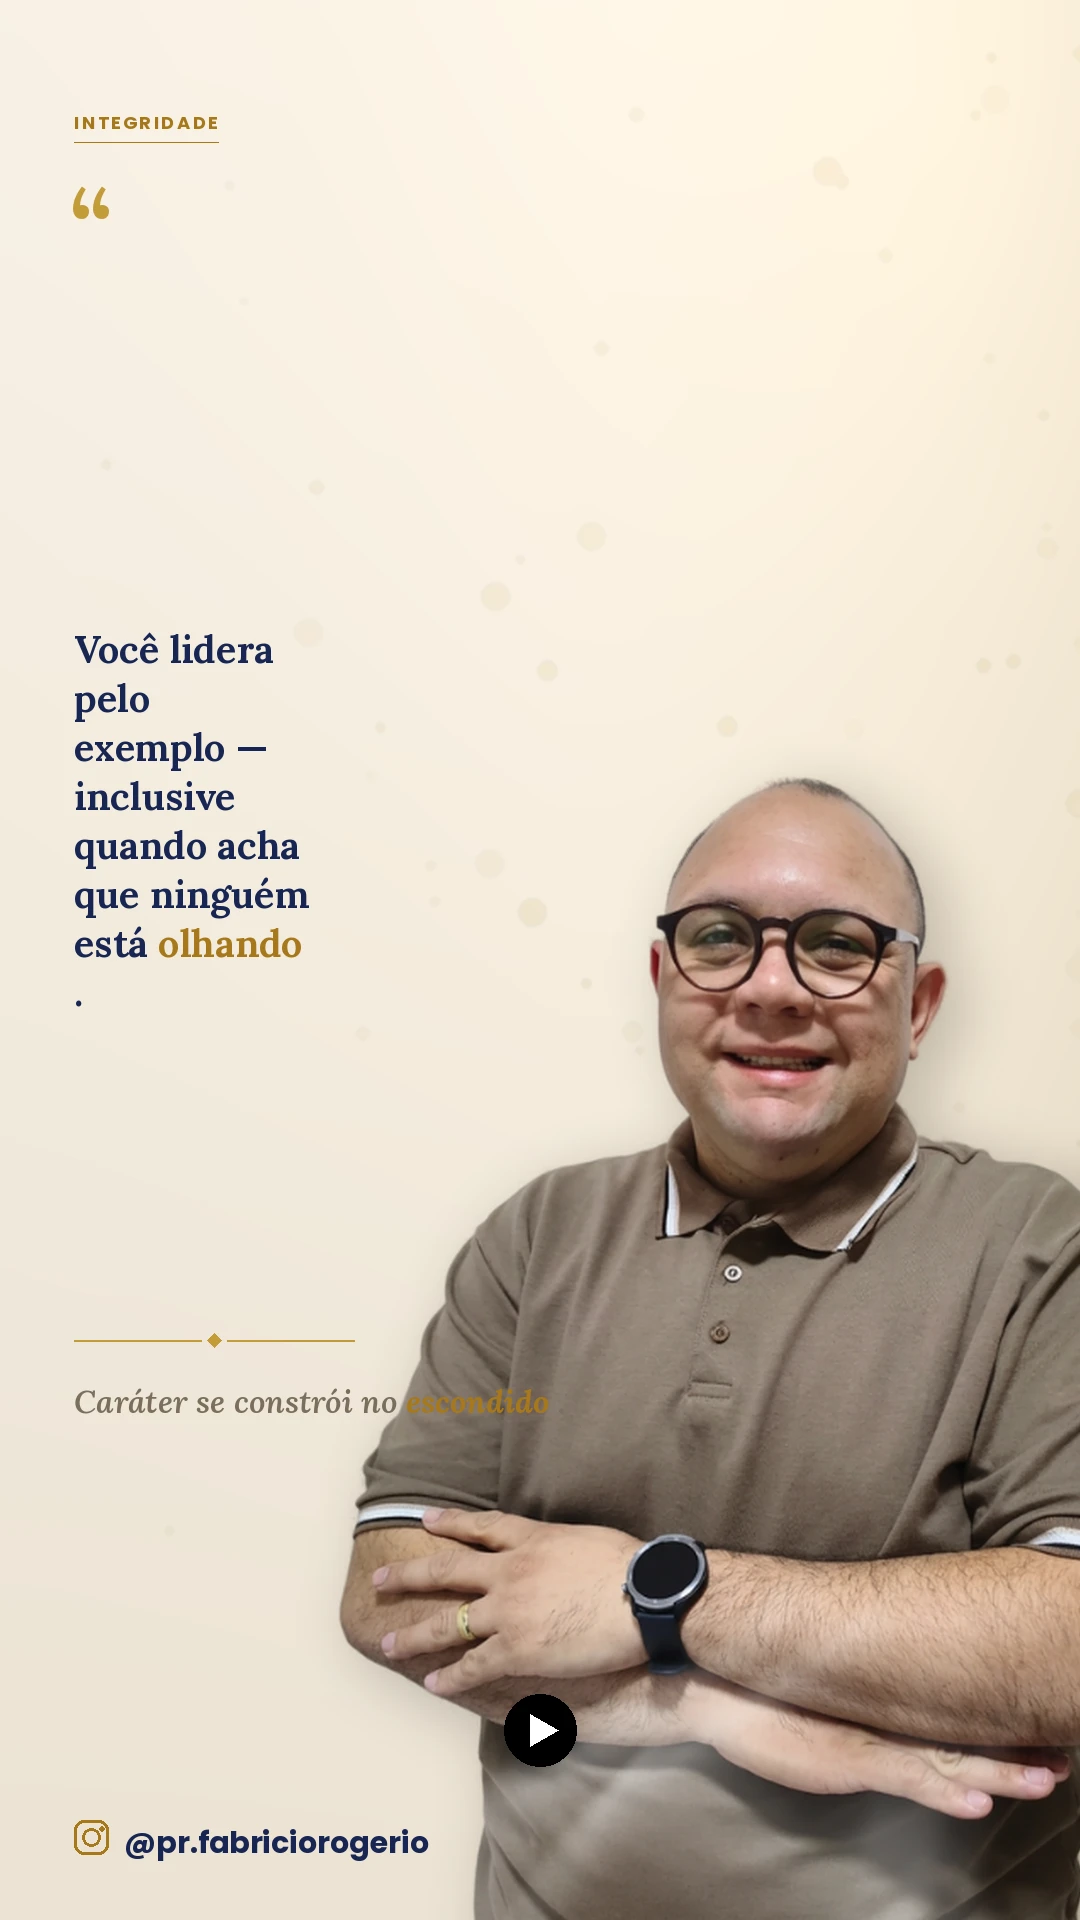 INTEGRIDADE
“
Você lidera
pelo
exemplo —
inclusive
quando acha
que ninguém
está olhando
.
Caráter se constrói no escondido
@pr.fabriciorogerio